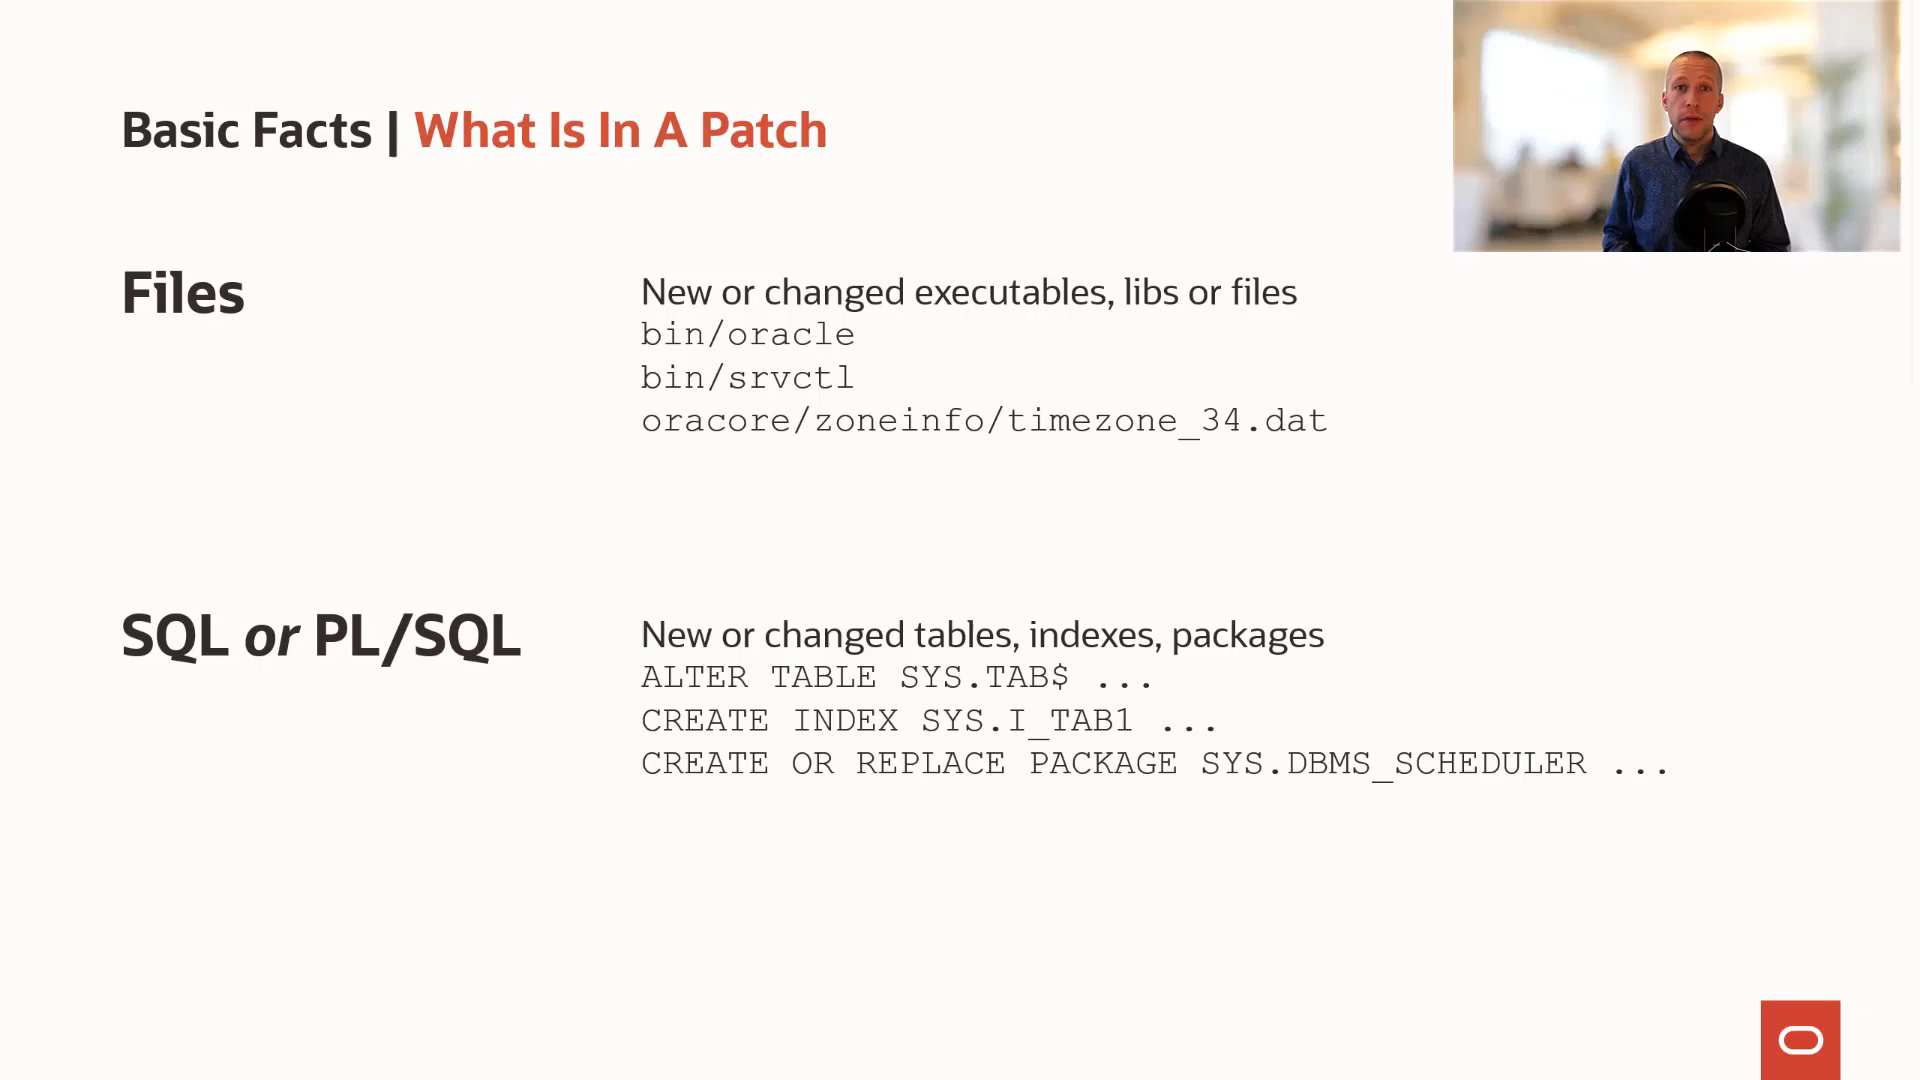 Basic Facts | What Is In A Patch
Files
New or changed executables, libs or files
bin/oracle
bin/srvctl
oracore/zoneinfo/timezone_34.dat
SQL or PL/SQL
New or changed tables, indexes, packages
ALTER TABLE SYS.TAB$ ...
CREATE INDEX SYS.I_TAB1 ...
CREATE OR REPLACE PACKAGE SYS.DBMS_SCHEDULER ...